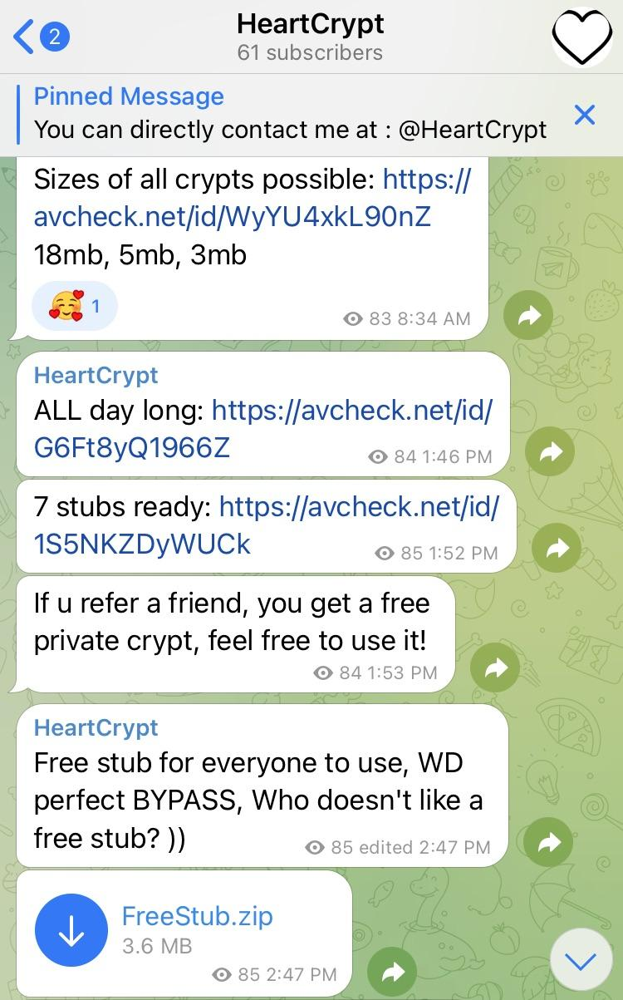 HeartCrypt
2
61 subscribers
Pinned Message
You can directly contact me at : @HeartCrypt
Sizes of all crypts possible: https://
avcheck.net/id/WyYU4xkL90nZ
18mb, 5mb, 3mb
🥰 1
83 8:34 AM
HeartCrypt
ALL day long: https://avcheck.net/id/
G6Ft8yQ1966Z
84 1:46 PM
7 stubs ready: https://avcheck.net/id/
1S5NKZDyWUCk
85 1:52 PM
If u refer a friend, you get a free
private crypt, feel free to use it!
84 1:53 PM
HeartCrypt
Free stub for everyone to use, WD
perfect BYPASS, Who doesn't like a
free stub? ))
85 edited 2:47 PM
FreeStub.zip
3.6 MB
85 2:47 PM